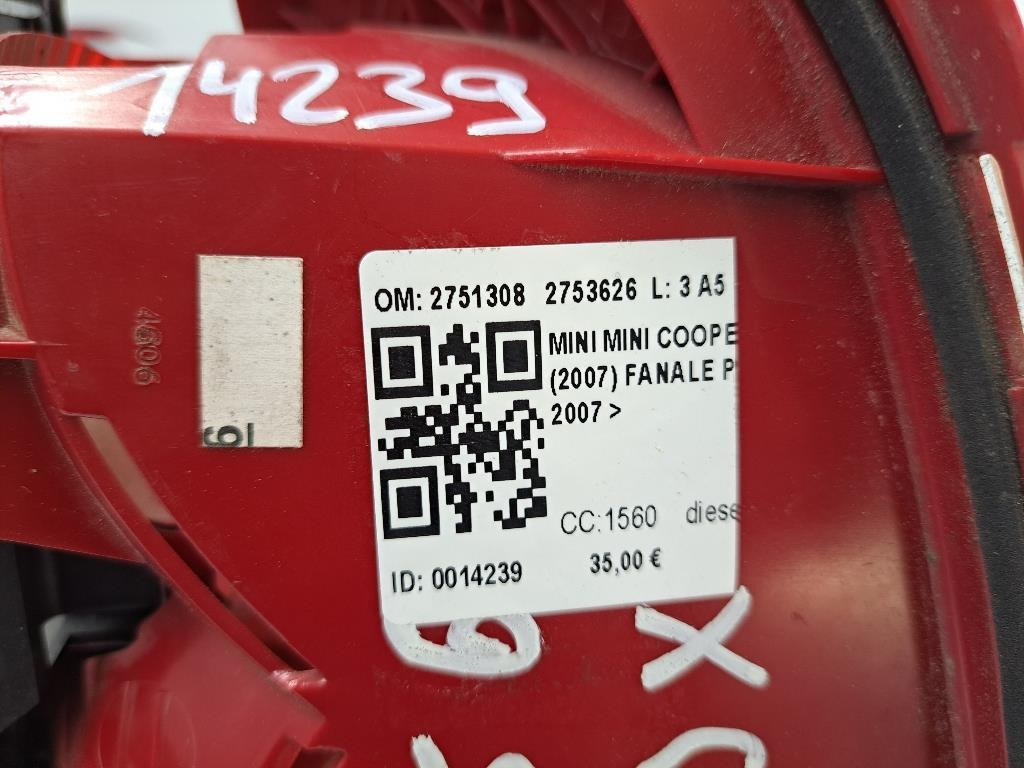 14239
4606
OM: 2751308 2753626 L: 3 A5
MINI MINI COOPE
(2007) FANALE P
2007 >
CC:1560 diese
ID: 0014239
35,00 €
X